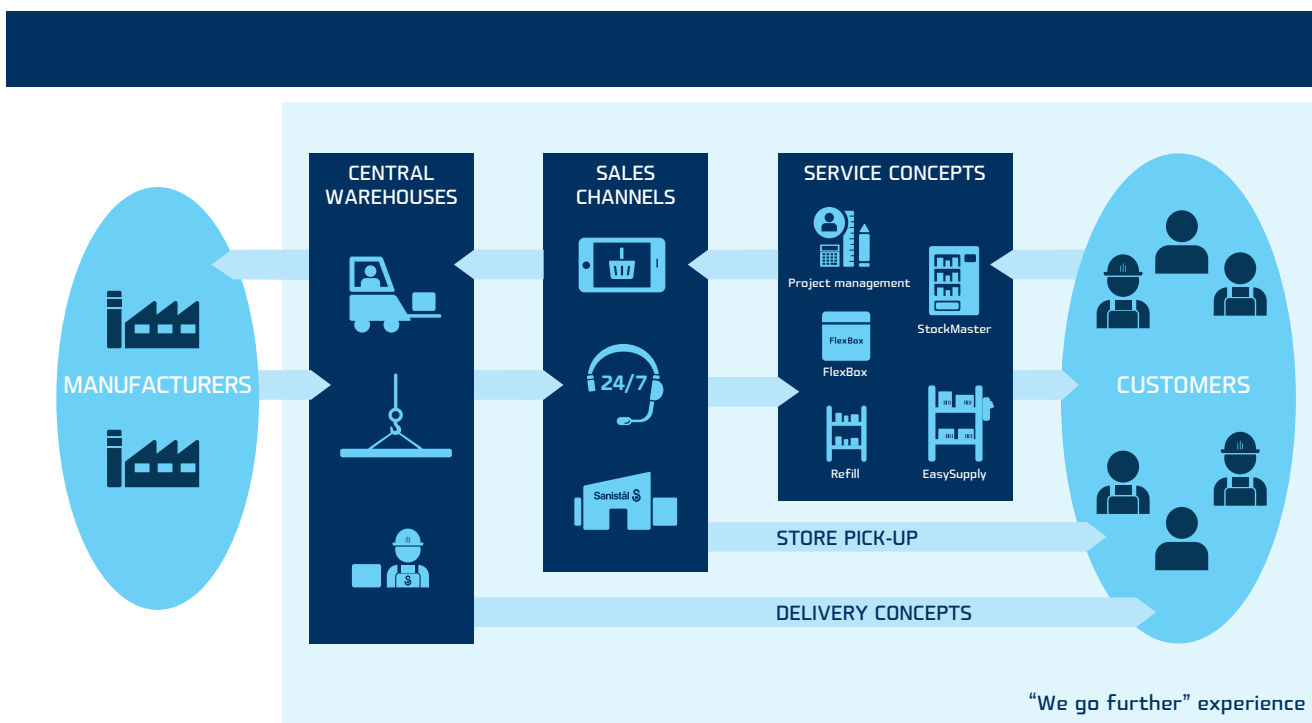 CENTRAL
WAREHOUSES
SALES
CHANNELS
SERVICE CONCEPTS
Project management
StockMaster
FlexBox
FlexBox
MANUFACTURERS
24/7
CUSTOMERS
Refill
EasySupply
Sanistål S
STORE PICK-UP
S
DELIVERY CONCEPTS
“We go further” experience